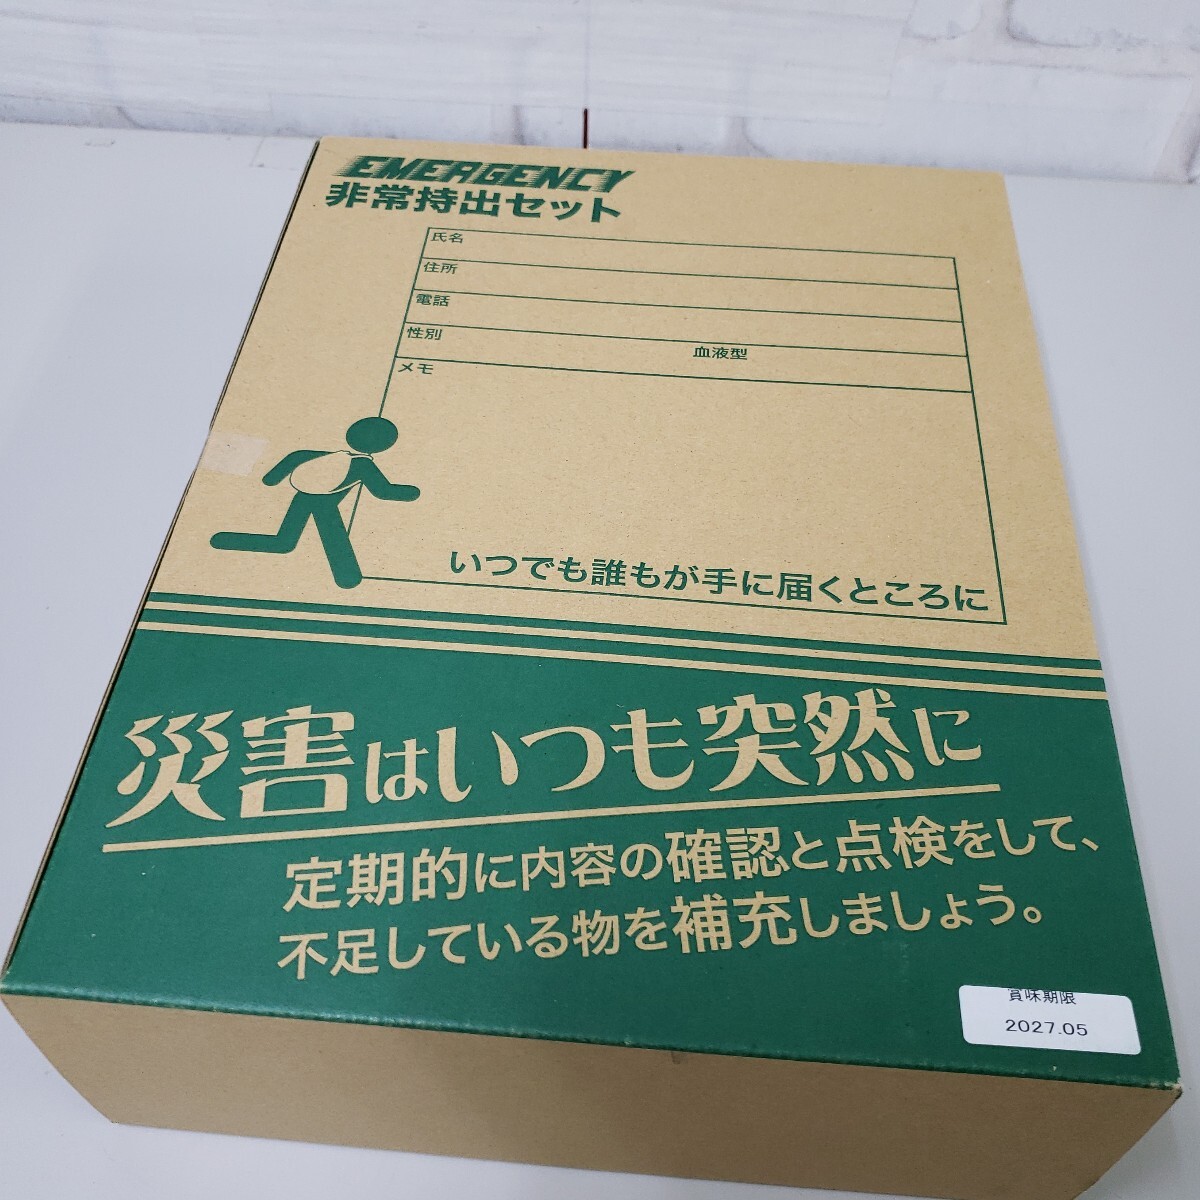 EMERGENCY
非常持出セット
氏名
住所
電話
性別 血液型
メモ
いつでも誰もが手に届くところに
災害はいつも突然に
定期的に内容の確認と点検をして、
不足している物を補充しましょう。
賞味期限
2027.05